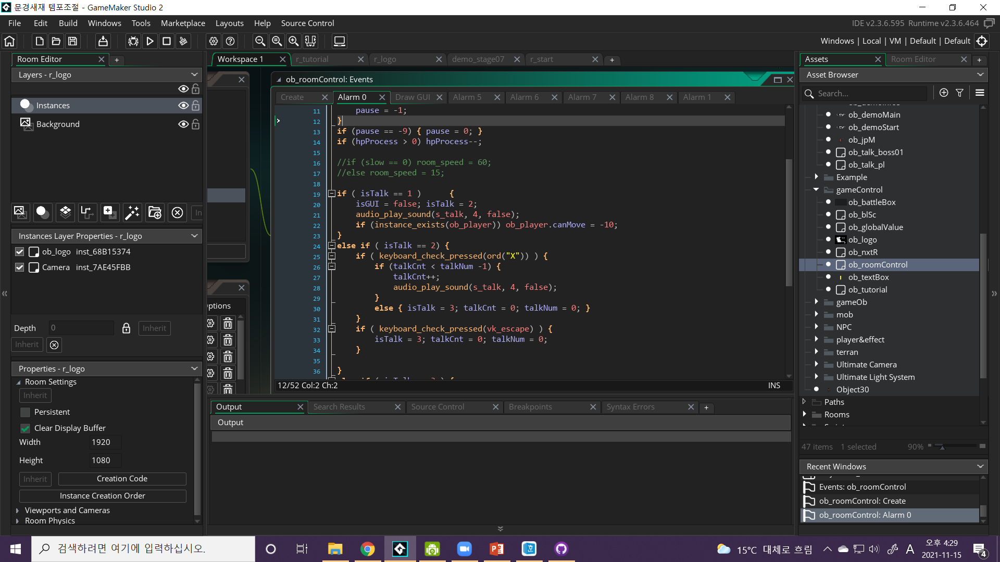 문경새재 템포조절 - GameMaker Studio 2
File Edit Build Windows Tools Marketplace Layouts Help Source Control
IDE v2.3.6.595 Runtime v2.3.6.464
Windows | Local | VM | Default | Default
Room Editor
Layers - r_logo
Instances
Background
In
Instances Layer Properties - r_logo
ob_logo inst_68B15374
Camera inst_7AE45FBB
Depth 0 Inherit
Inherit
Properties - r_logo
Room Settings
Inherit
Persistent
Clear Display Buffer
Width 1920
Height 1080
Inherit Creation Code
Instance Creation Order
Viewports and Cameras
Room Physics
Workspace 1 r_tutorial r_logo demo_stage07 r_start
ptions
ob_roomControl: Events
Create Alarm 0 Draw GUI Alarm 5 Alarm 6 Alarm 7 Alarm 8 Alarm 1
11 pause = -1;
12 }
13 if (pause == -9) { pause = 0; }
14 if (hpProcess > 0) hpProcess--;
15
16 //if (slow == 0) room_speed = 60;
17 //else room_speed = 15;
18
19 if ( isTalk == 1 ) {
20 isGUI = false; isTalk = 2;
21 audio_play_sound(s_talk, 4, false);
22 if (instance_exists(ob_player)) ob_player.canMove = -10;
23 }
24 else if ( isTalk == 2) {
25 if ( keyboard_check_pressed(ord("X")) ) {
26 if (talkCnt < talkNum -1) {
27 talkCnt++;
28 audio_play_sound(s_talk, 4, false);
29 }
30 else { isTalk = 3; talkCnt = 0; talkNum = 0; }
31 }
32 if ( keyboard_check_pressed(vk_escape) ) {
33 isTalk = 3; talkCnt = 0; talkNum = 0;
34 }
35
36 }
12/52 Col:2 Ch:2 INS
Output Search Results Source Control Breakpoints Syntax Errors
Output
Assets Room Editor
Asset Browser
Search...
ob_demoMain
ob_demoStart
ob_jpM
ob_talk_boss01
ob_talk_pl
Example
gameControl
ob_battleBox
ob_blSc
ob_globalValue
ob_logo
ob_nxtR
ob_roomControl
ob_textBox
ob_tutorial
gameOb
mob
NPC
player&effect
terran
Ultimate Camera
Ultimate Light System
Object30
Paths
Rooms
47 items 1 selected 90%
Recent Windows
Events: ob_roomControl
ob_roomControl: Create
ob_roomControl: Alarm 0
검색하려면 여기에 입력하십시오.
15°C 대체로 흐림
A
오후 4:29
2021-11-15
4